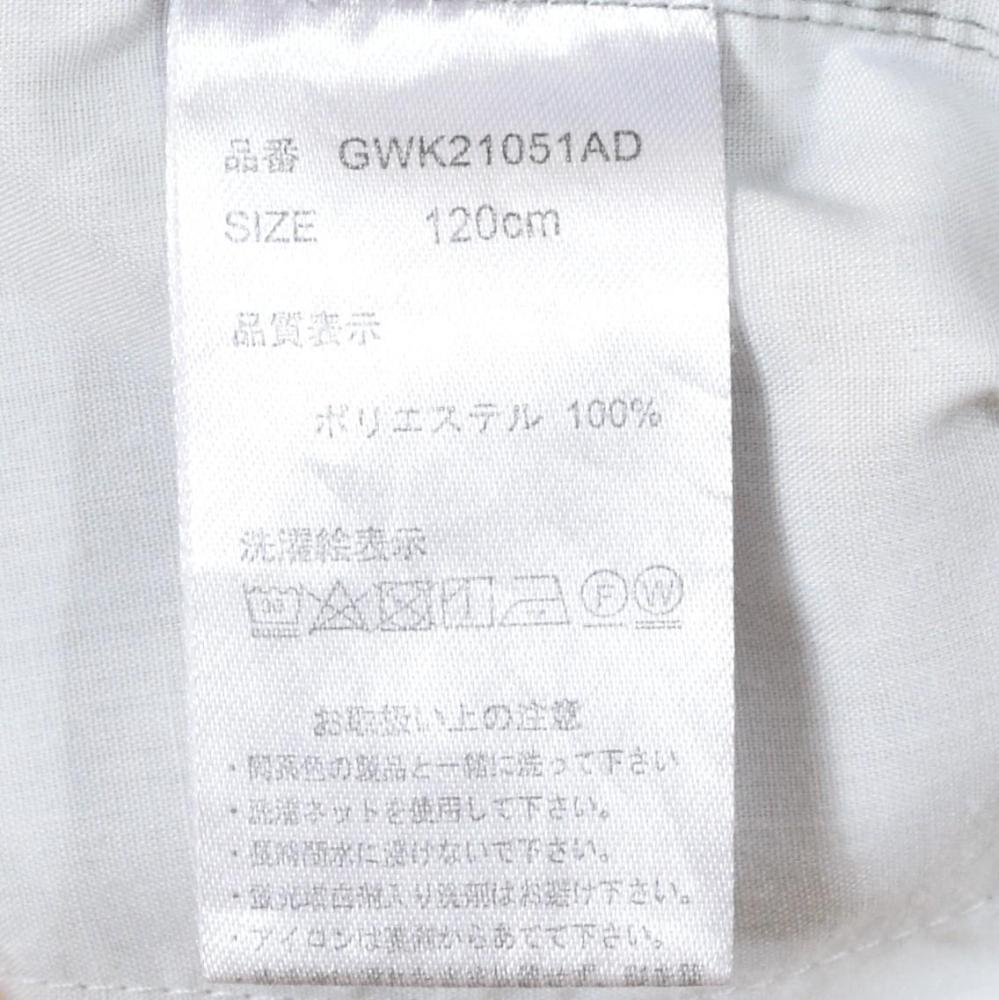 品番 GWK21051AD
SIZE 120cm
品質表示
ポリエステル 100%
洗濯絵表示
F W
お取扱い上の注意
・同系色の製品と一緒に洗って下さい
・洗濯ネットを使用して下さい。
・長時間水に浸けないで下さい。
・蛍光増白剤入り洗剤はお避け下さい。
・アイロンは裏側からあてて下さい。